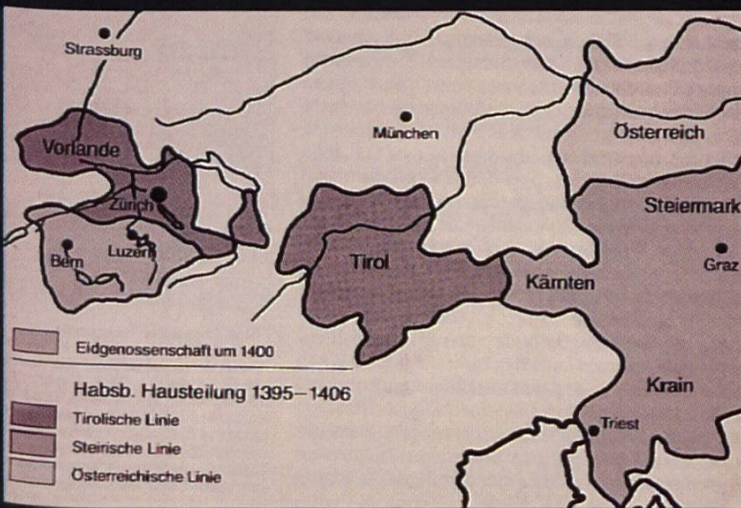 Strassburg
München
Österreich
Vorlande
Steiermark
Zürich
Luzern
Bern
Graz
Tirol
Kärnten
Krain
Triest
Eidgenossenschaft um 1400
Habsb. Hausteilung 1395–1406
Tirolische Linie
Steirische Linie
Österreichische Linie